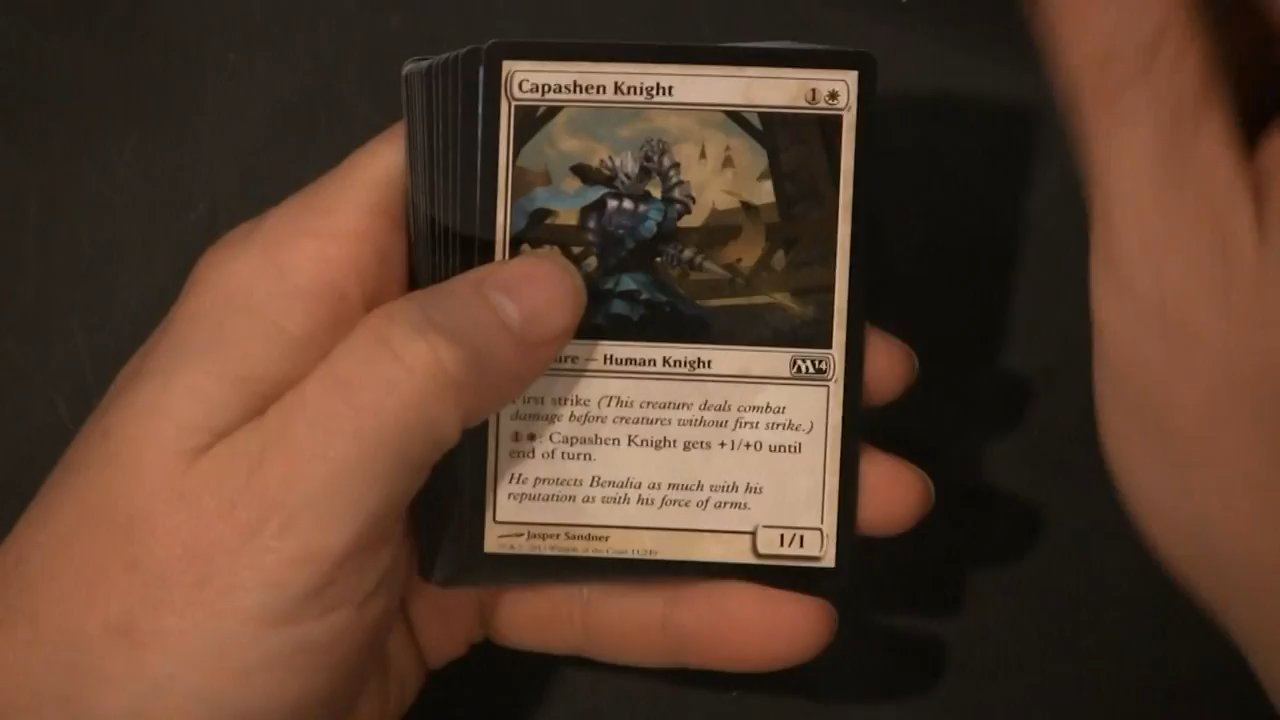 Capashen Knight 1
— Human Knight M14
First strike (This creature deals combat
damage before creatures without first strike.)
1 : Capashen Knight gets +1/+0 until
end of turn.
He protects Benalia as much with his
reputation as with his force of arms.
Jasper Sandner
1/1